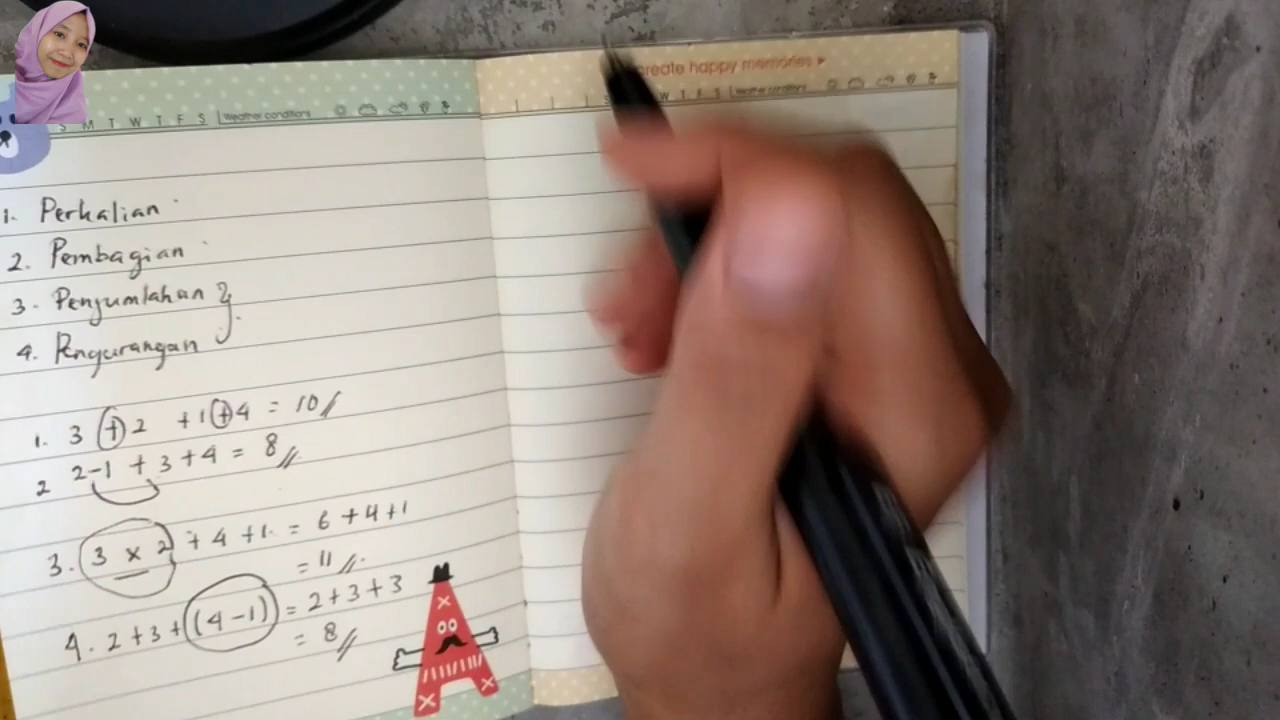 S M T W T F S Weather conditions
1. Perkalian
2. Pembagian
3. Penjumlahan }
4. Pengurangan
1. 3 + 2 + 1 + 4 = 10 //
2 2 - 1 + 3 + 4 = 8 //
3. 3 x 2 + 4 + 1 = 6 + 4 + 1
= 11 //
4. 2 + 3 + (4 - 1) = 2 + 3 + 3
= 8 //
create happy memories
S W T F S Weather conditions